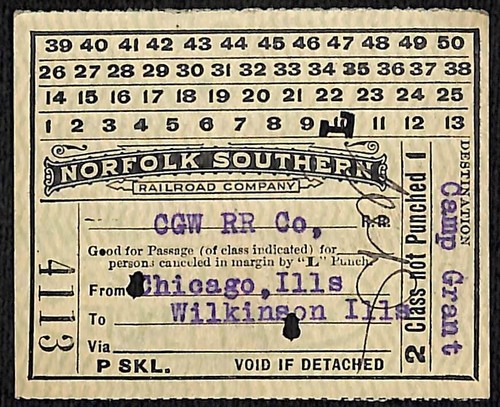 39 40 41 42 43 44 45 46 47 48 49 50
26 27 28 29 30 31 32 33 34 35 36 37 38
14 15 16 17 18 19 20 21 22 23 24 25
1 2 3 4 5 6 7 8 9 11 12 13
NORFOLK SOUTHERN
RAILROAD COMPANY
CGW RR Co, R.R.
Good for Passage (of class indicated) for
persons canceled in margin by "L" Punch.
From Chicago, Ills
To Wilkinson Ills
Via
P SKL. VOID IF DETACHED
4113
2 Class Not Punched 1
DESTINATION
Camp Grant